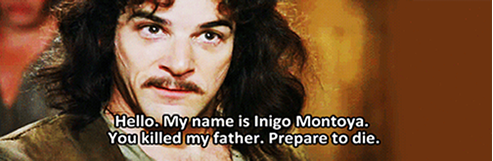 Hello. My name is Inigo Montoya.
You killed my father. Prepare to die.